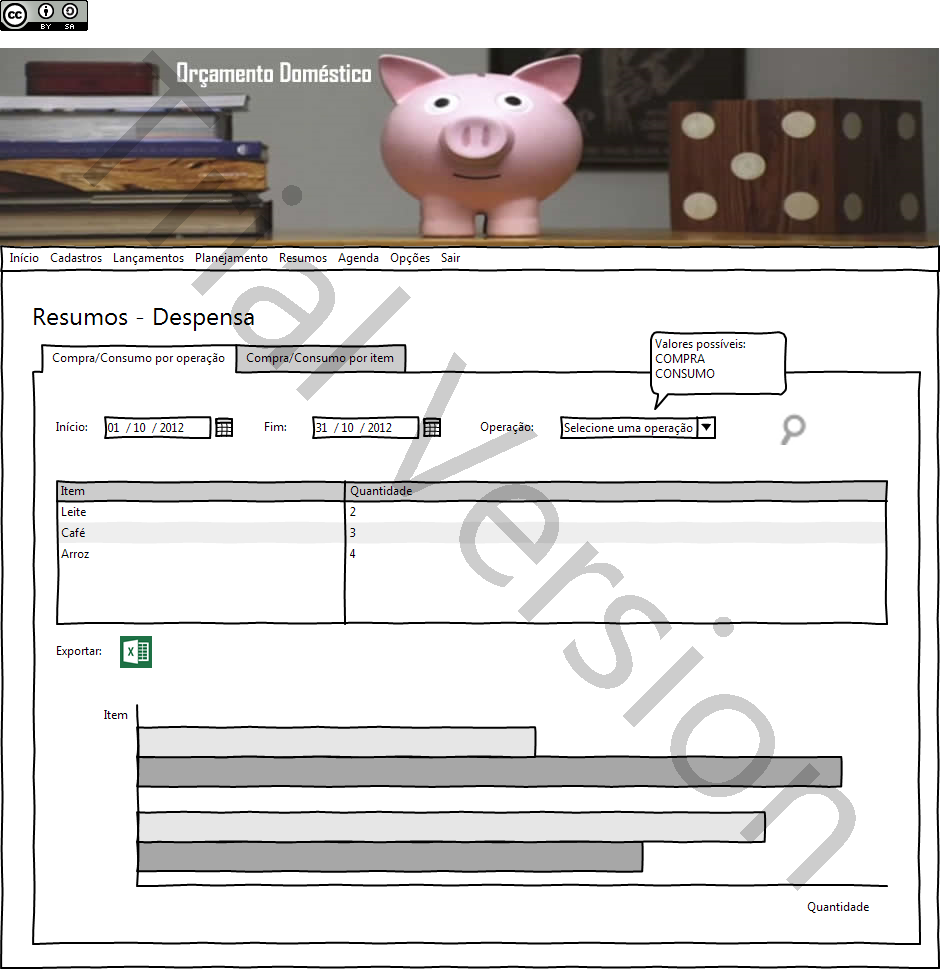 cc
BY SA
Orçamento Doméstico
Início Cadastros Lançamentos Planejamento Resumos Agenda Opções Sair
Resumos - Despensa
Compra/Consumo por operação Compra/Consumo por item
Valores possíveis:
COMPRA
CONSUMO
Início: 01 / 10 / 2012 Fim: 31 / 10 / 2012 Operação: Selecione uma operação
Item Quantidade
Leite 2
Café 3
Arroz 4
Exportar: X
Item
Quantidade
Trial Version